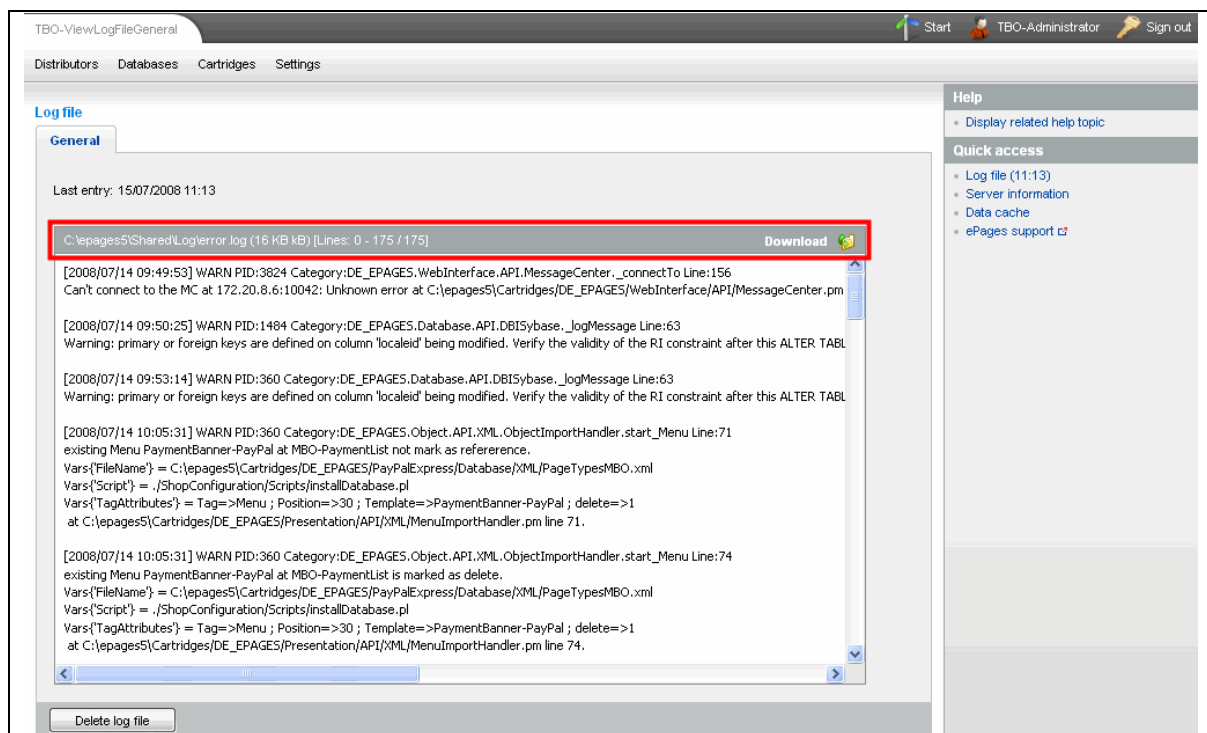 TBO-ViewLogFileGeneral
Start TBO-Administrator Sign out
Distributors Databases Cartridges Settings
Log file
General
Last entry: 15/07/2008 11:13
C:\epages5\Shared\Log\error.log (16 KB kB) [Lines: 0 - 175 / 175] Download
[2008/07/14 09:49:53] WARN PID:3824 Category:DE_EPAGES.WebInterface.API.MessageCenter._connectTo Line:156
Can't connect to the MC at 172.20.8.6:10042: Unknown error at C:\epages5\Cartridges/DE_EPAGES/WebInterface/API/MessageCenter.pm
[2008/07/14 09:50:25] WARN PID:1484 Category:DE_EPAGES.Database.API.DBISybase._logMessage Line:63
Warning: primary or foreign keys are defined on column 'localeid' being modified. Verify the validity of the RI constraint after this ALTER TABL
[2008/07/14 09:53:14] WARN PID:360 Category:DE_EPAGES.Database.API.DBISybase._logMessage Line:63
Warning: primary or foreign keys are defined on column 'localeid' being modified. Verify the validity of the RI constraint after this ALTER TABL
[2008/07/14 10:05:31] WARN PID:360 Category:DE_EPAGES.Object.API.XML.ObjectImportHandler.start_Menu Line:71
existing Menu PaymentBanner-PayPal at MBO-PaymentList not mark as refererence.
Vars{'FileName'} = C:\epages5\Cartridges/DE_EPAGES/PayPalExpress/Database/XML/PageTypesMBO.xml
Vars{'Script'} = ./ShopConfiguration/Scripts/installDatabase.pl
Vars{'TagAttributes'} = Tag=>Menu ; Position=>30 ; Template=>PaymentBanner-PayPal ; delete=>1
at C:\epages5\Cartridges/DE_EPAGES/Presentation/API/XML/MenuImportHandler.pm line 71.
[2008/07/14 10:05:31] WARN PID:360 Category:DE_EPAGES.Object.API.XML.ObjectImportHandler.start_Menu Line:74
existing Menu PaymentBanner-PayPal at MBO-PaymentList is marked as delete.
Vars{'FileName'} = C:\epages5\Cartridges/DE_EPAGES/PayPalExpress/Database/XML/PageTypesMBO.xml
Vars{'Script'} = ./ShopConfiguration/Scripts/installDatabase.pl
Vars{'TagAttributes'} = Tag=>Menu ; Position=>30 ; Template=>PaymentBanner-PayPal ; delete=>1
at C:\epages5\Cartridges/DE_EPAGES/Presentation/API/XML/MenuImportHandler.pm line 74.
Delete log file
Help
Display related help topic
Quick access
Log file (11:13)
Server information
Data cache
ePages support